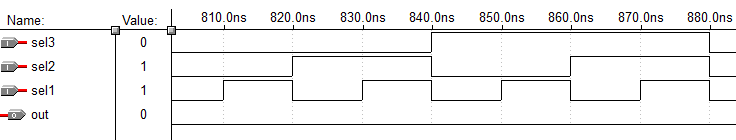 Name: Value: 810.0ns 820.0ns 830.0ns 840.0ns 850.0ns 860.0ns 870.0ns 880.0ns
I sel3 0
I sel2 1
I sel1 1
O out 0